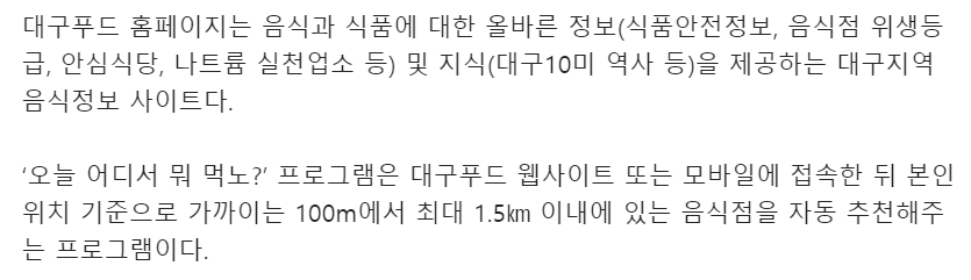 대구푸드 홈페이지는 음식과 식품에 대한 올바른 정보(식품안전정보, 음식점 위생등
급, 안심식당, 나트륨 실천업소 등) 및 지식(대구10미 역사 등)을 제공하는 대구지역
음식정보 사이트다.
‘오늘 어디서 뭐 먹노?’ 프로그램은 대구푸드 웹사이트 또는 모바일에 접속한 뒤 본인
위치 기준으로 가까이는 100m에서 최대 1.5㎞ 이내에 있는 음식점을 자동 추천해주
는 프로그램이다.